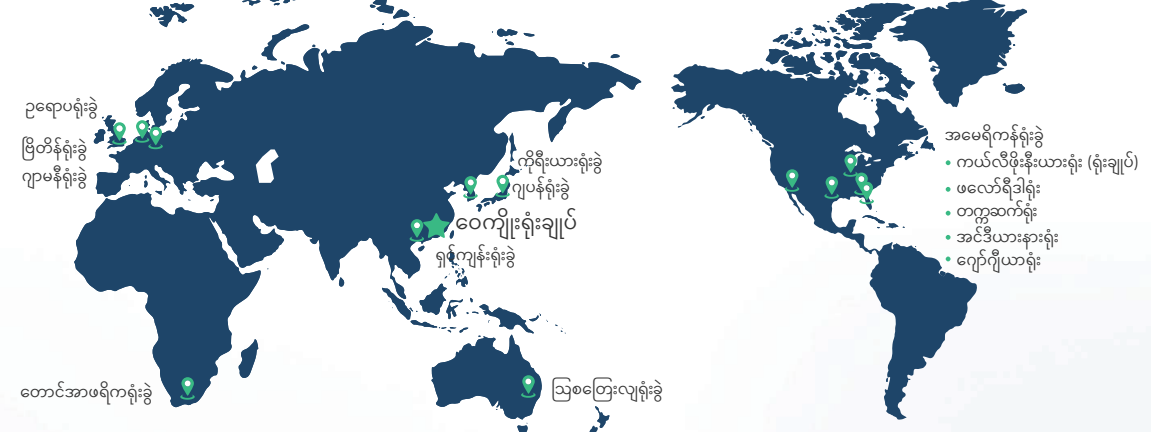 ဥရောပရုံးခွဲ
ဗြိတိန်ရုံးခွဲ
ဂျာမနီရုံးခွဲ
ကိုရီးယားရုံးခွဲ
ဂျပန်ရုံးခွဲ
ဝေကျိုးရုံးချုပ်
ရှန်ကျန်းရုံးခွဲ
တောင်အာဖရိကရုံးခွဲ
ဩစတြေးလျရုံးခွဲ
အမေရိကန်ရုံးခွဲ
• ကယ်လီဖိုးနီးယားရုံး (ရုံးချုပ်)
• ဖလော်ရီဒါရုံး
• တက္ကဆက်ရုံး
• အင်ဒီယားနားရုံး
• ဂျော်ဂျီယာရုံး